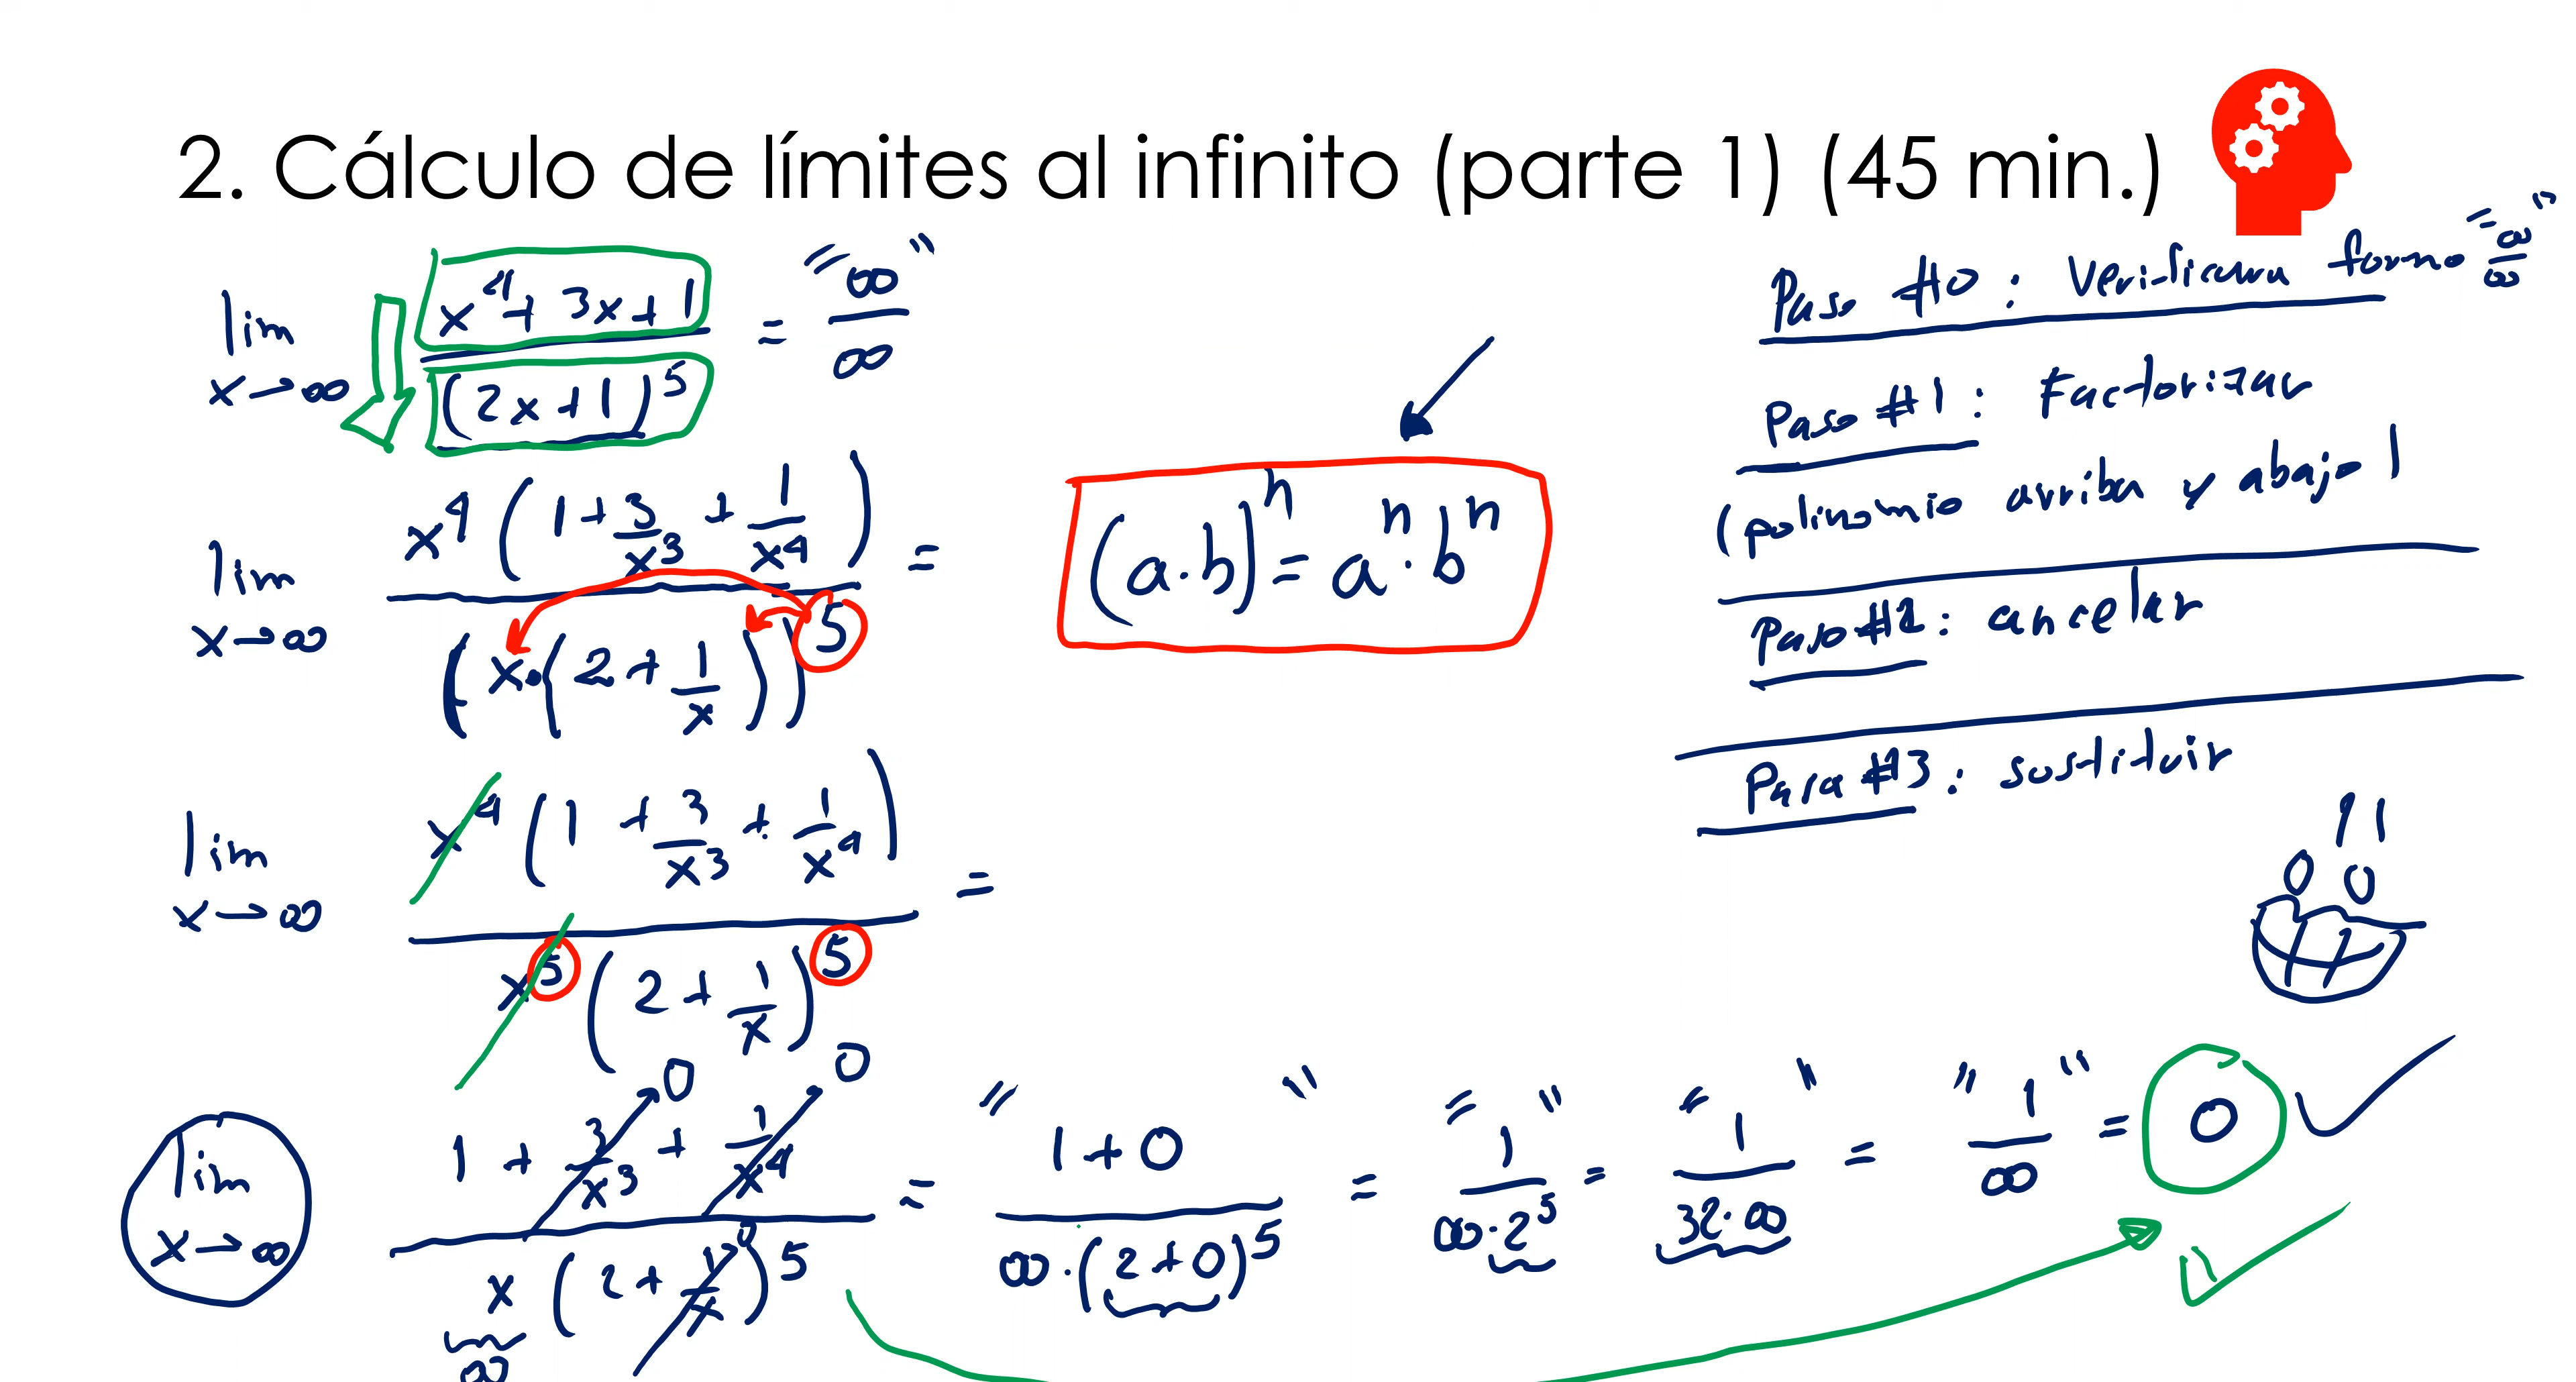 2. Cálculo de límites al infinito (parte 1) (45 min.)
lim x→∞ (x⁴ + 3x + 1) / (2x + 1)⁵ = "∞/∞"
Paso #0 : Verificar forma "∞/∞"
Paso #1 : Factorizar
(polinomio arriba y abajo)
Paso #2 : cancelar
Paso #3 : sustituir
lim x→∞ x⁴ (1 + 3/x³ + 1/x⁴) / (x·(2 + 1/x))⁵ =
(a·b)ⁿ = aⁿ·bⁿ
lim x→∞ x⁴ (1 + 3/x³ + 1/x⁴) / x⁵ (2 + 1/x)⁵ =
0 0
lim x→∞ (1 + 3/x³ + 1/x⁴) / x (2 + 1/x)⁵ = "(1 + 0) / ∞·(2 + 0)⁵" = "1 / ∞·2⁵" = "1 / 32·∞" = "1/∞" = 0
0
∞